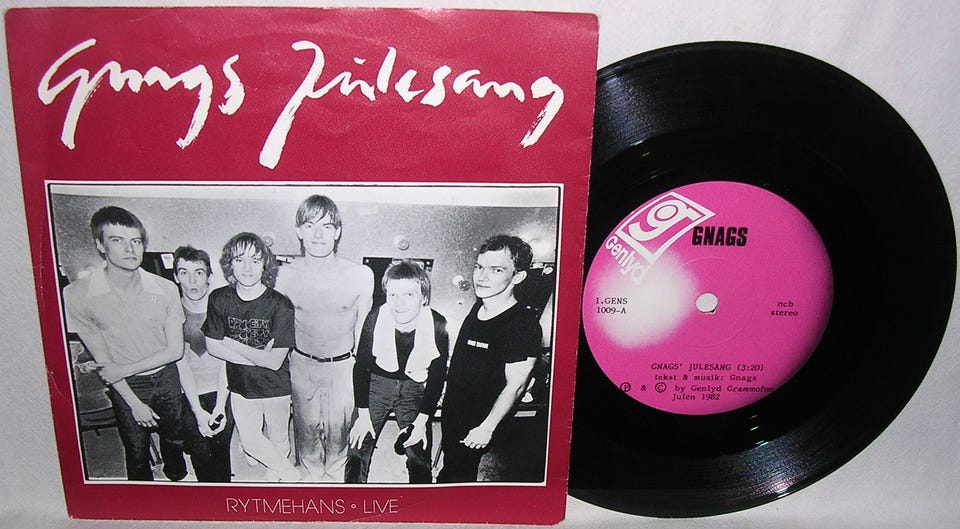 Gnags Julesang
RYTMEHANS • LIVE
Genlyd
GNAGS
1.GENS
1009-A
ncb
stereo
GNAGS' JULESANG (3:20)
tekst & musik: Gnags
Ⓟ & © by Genlyd Grammofon
Julen 1982